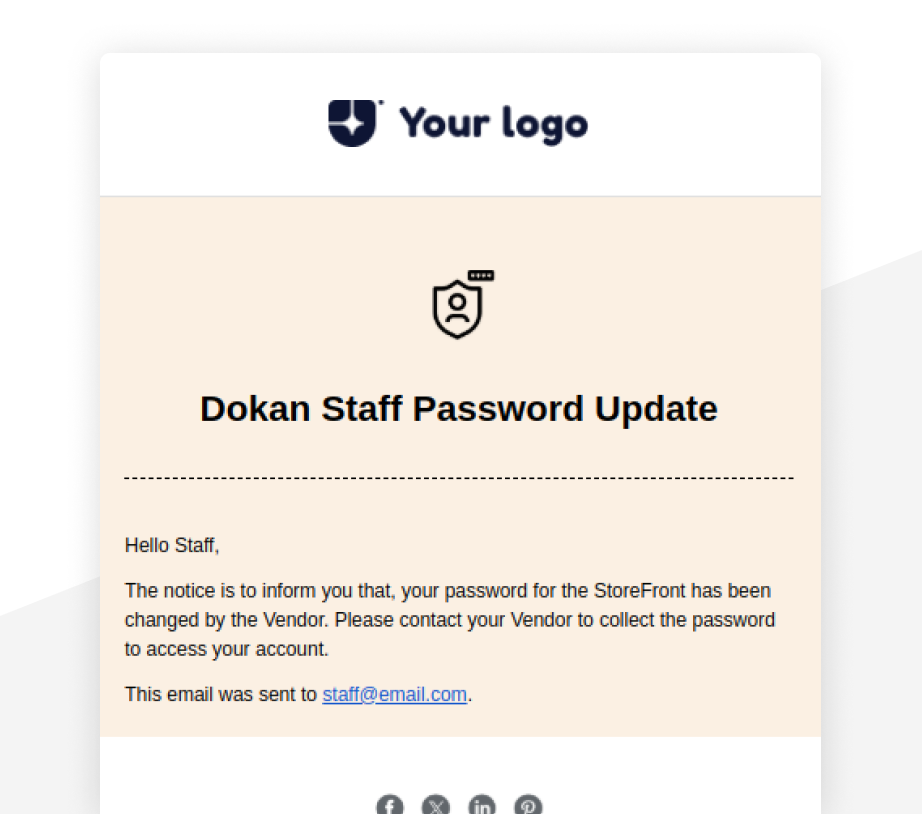 Your logo
Dokan Staff Password Update
Hello Staff,
The notice is to inform you that, your password for the StoreFront has been
changed by the Vendor. Please contact your Vendor to collect the password
to access your account.
This email was sent to staff@email.com.